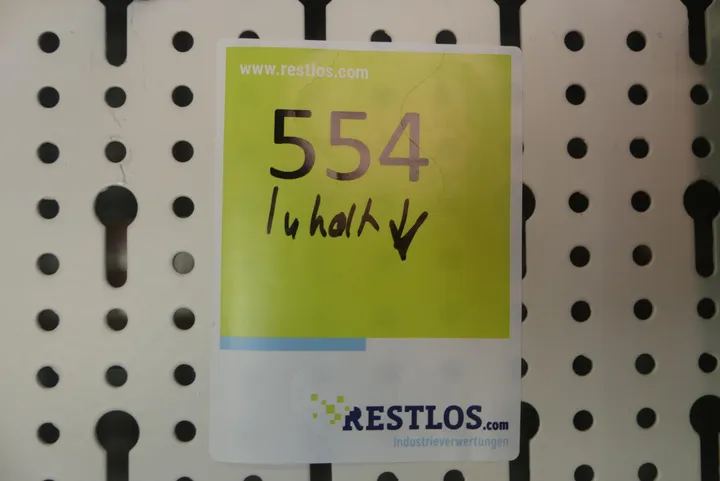 www.restlos.com
554
Inhalt
RESTLOS.com
industrieverwertungen